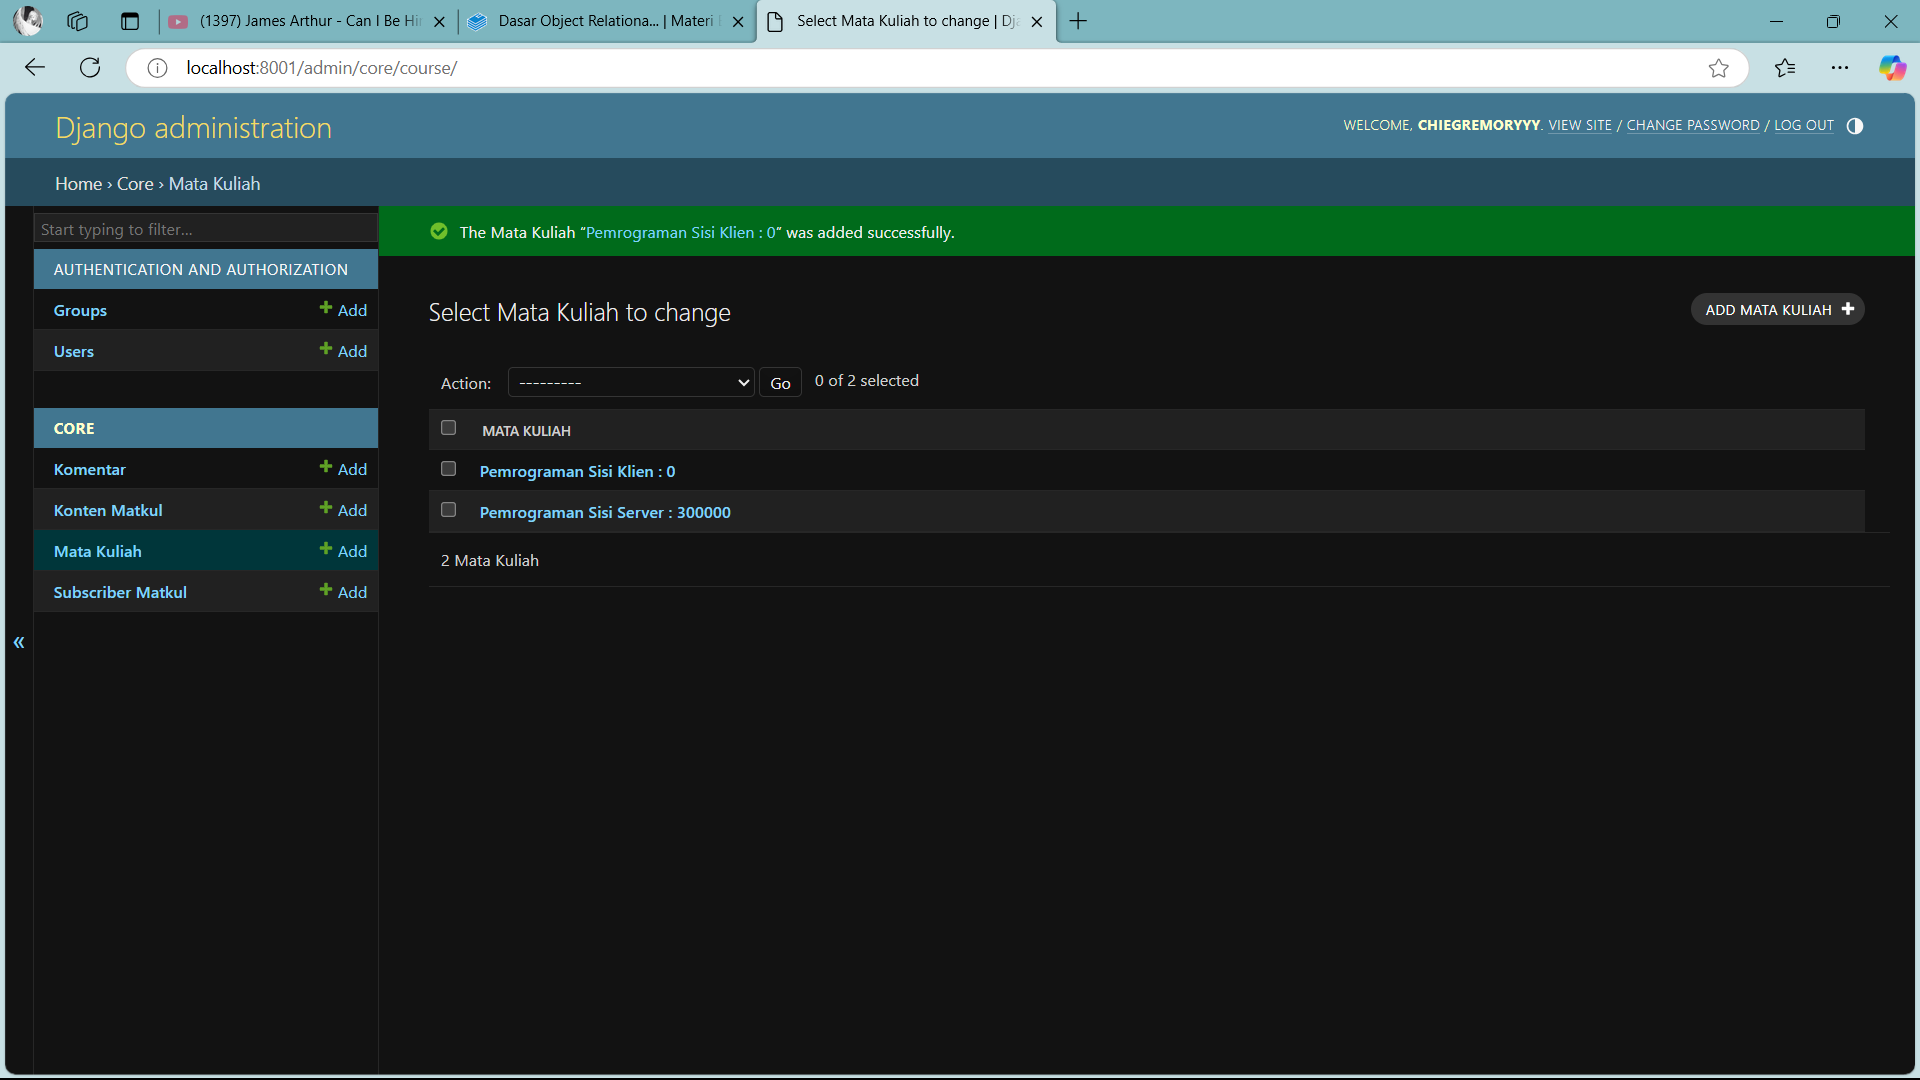 (1397) James Arthur - Can I Be Hi
Dasar Object Relationa... | Materi
Select Mata Kuliah to change | Dj
localhost:8001/admin/core/course/
Django administration
WELCOME, CHIEGREMORYYY. VIEW SITE / CHANGE PASSWORD / LOG OUT
Home › Core › Mata Kuliah
Start typing to filter...
The Mata Kuliah “Pemrograman Sisi Klien : 0” was added successfully.
AUTHENTICATION AND AUTHORIZATION
Groups Add
Users Add
CORE
Komentar Add
Konten Matkul Add
Mata Kuliah Add
Subscriber Matkul Add
«
Select Mata Kuliah to change
ADD MATA KULIAH
Action: --------- Go 0 of 2 selected
MATA KULIAH
Pemrograman Sisi Klien : 0
Pemrograman Sisi Server : 300000
2 Mata Kuliah